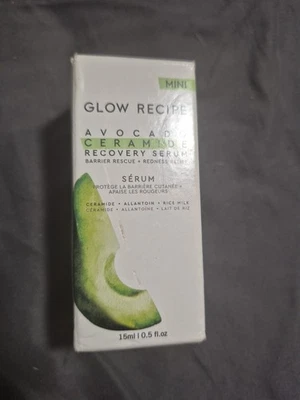 MINI
GLOW RECIPE
AVOCADO
CERAMIDE
RECOVERY SERUM
BARRIER RESCUE + REDNESS
SÉRUM
PROTÈGE LA BARRIÈRE CUTANÉE +
APAISE LES ROUGEURS
CERAMIDE + ALLANTOIN + RICE MILK
CÉRAMIDE + ALLANTOÏNE + LAIT DE RIZ
15ml | 0.5 fl.oz